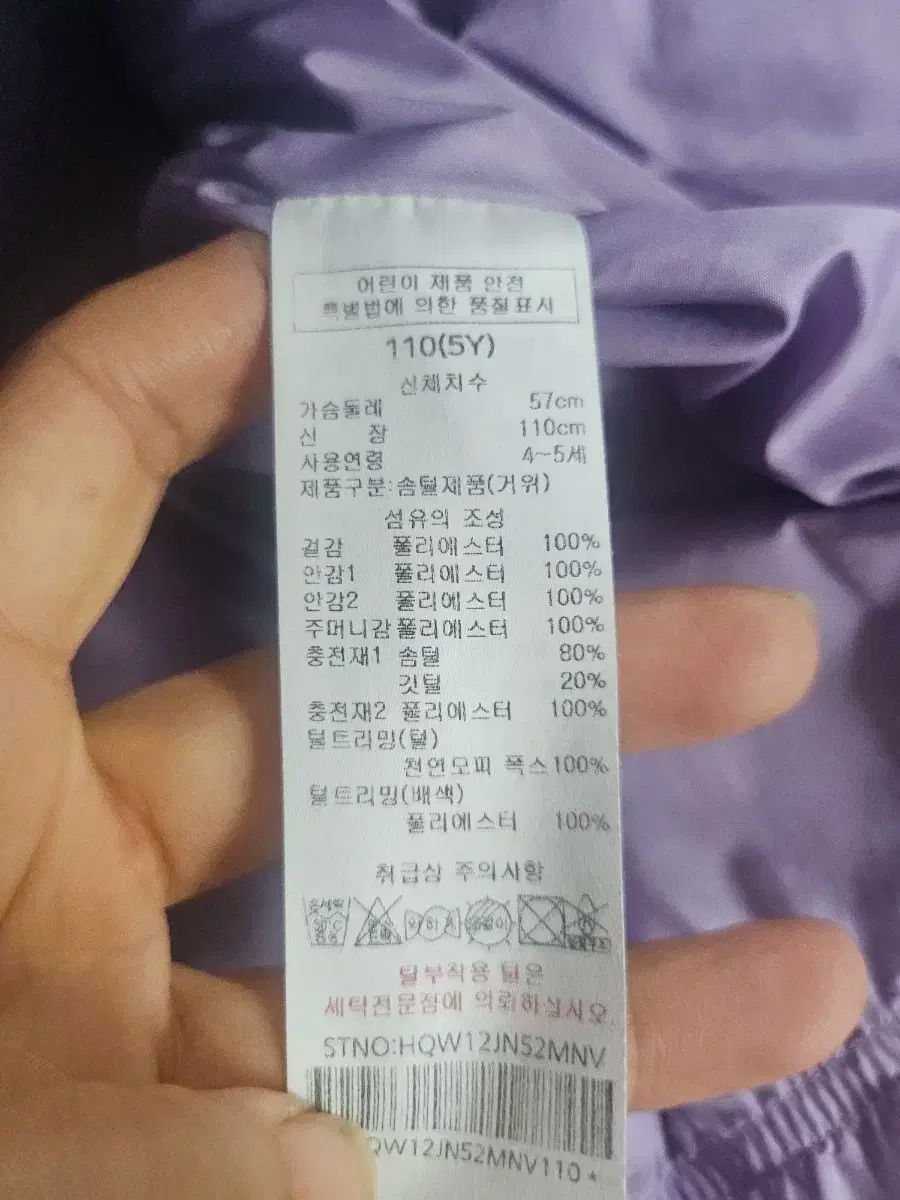 어린이 제품 안전
특별법에 의한 품질표시
110(5Y)
신체치수
가슴둘레 57cm
신 장 110cm
사용연령 4~5세
제품구분:솜털제품(거위)
섬유의 조성
겉감 폴리에스터 100%
안감1 폴리에스터 100%
안감2 폴리에스터 100%
주머니감 폴리에스터 100%
충전재1 솜털 80%
깃털 20%
충전재2 폴리에스터 100%
털트리밍(털)
천연모피 폭스 100%
털트리밍(배색)
폴리에스터 100%
취급상 주의사항
손세탁
약하게
탈부착용 털은
세탁전문점에 의뢰하십시오
STNO:HQW12JN52MNV
QW12JN52MNV110*